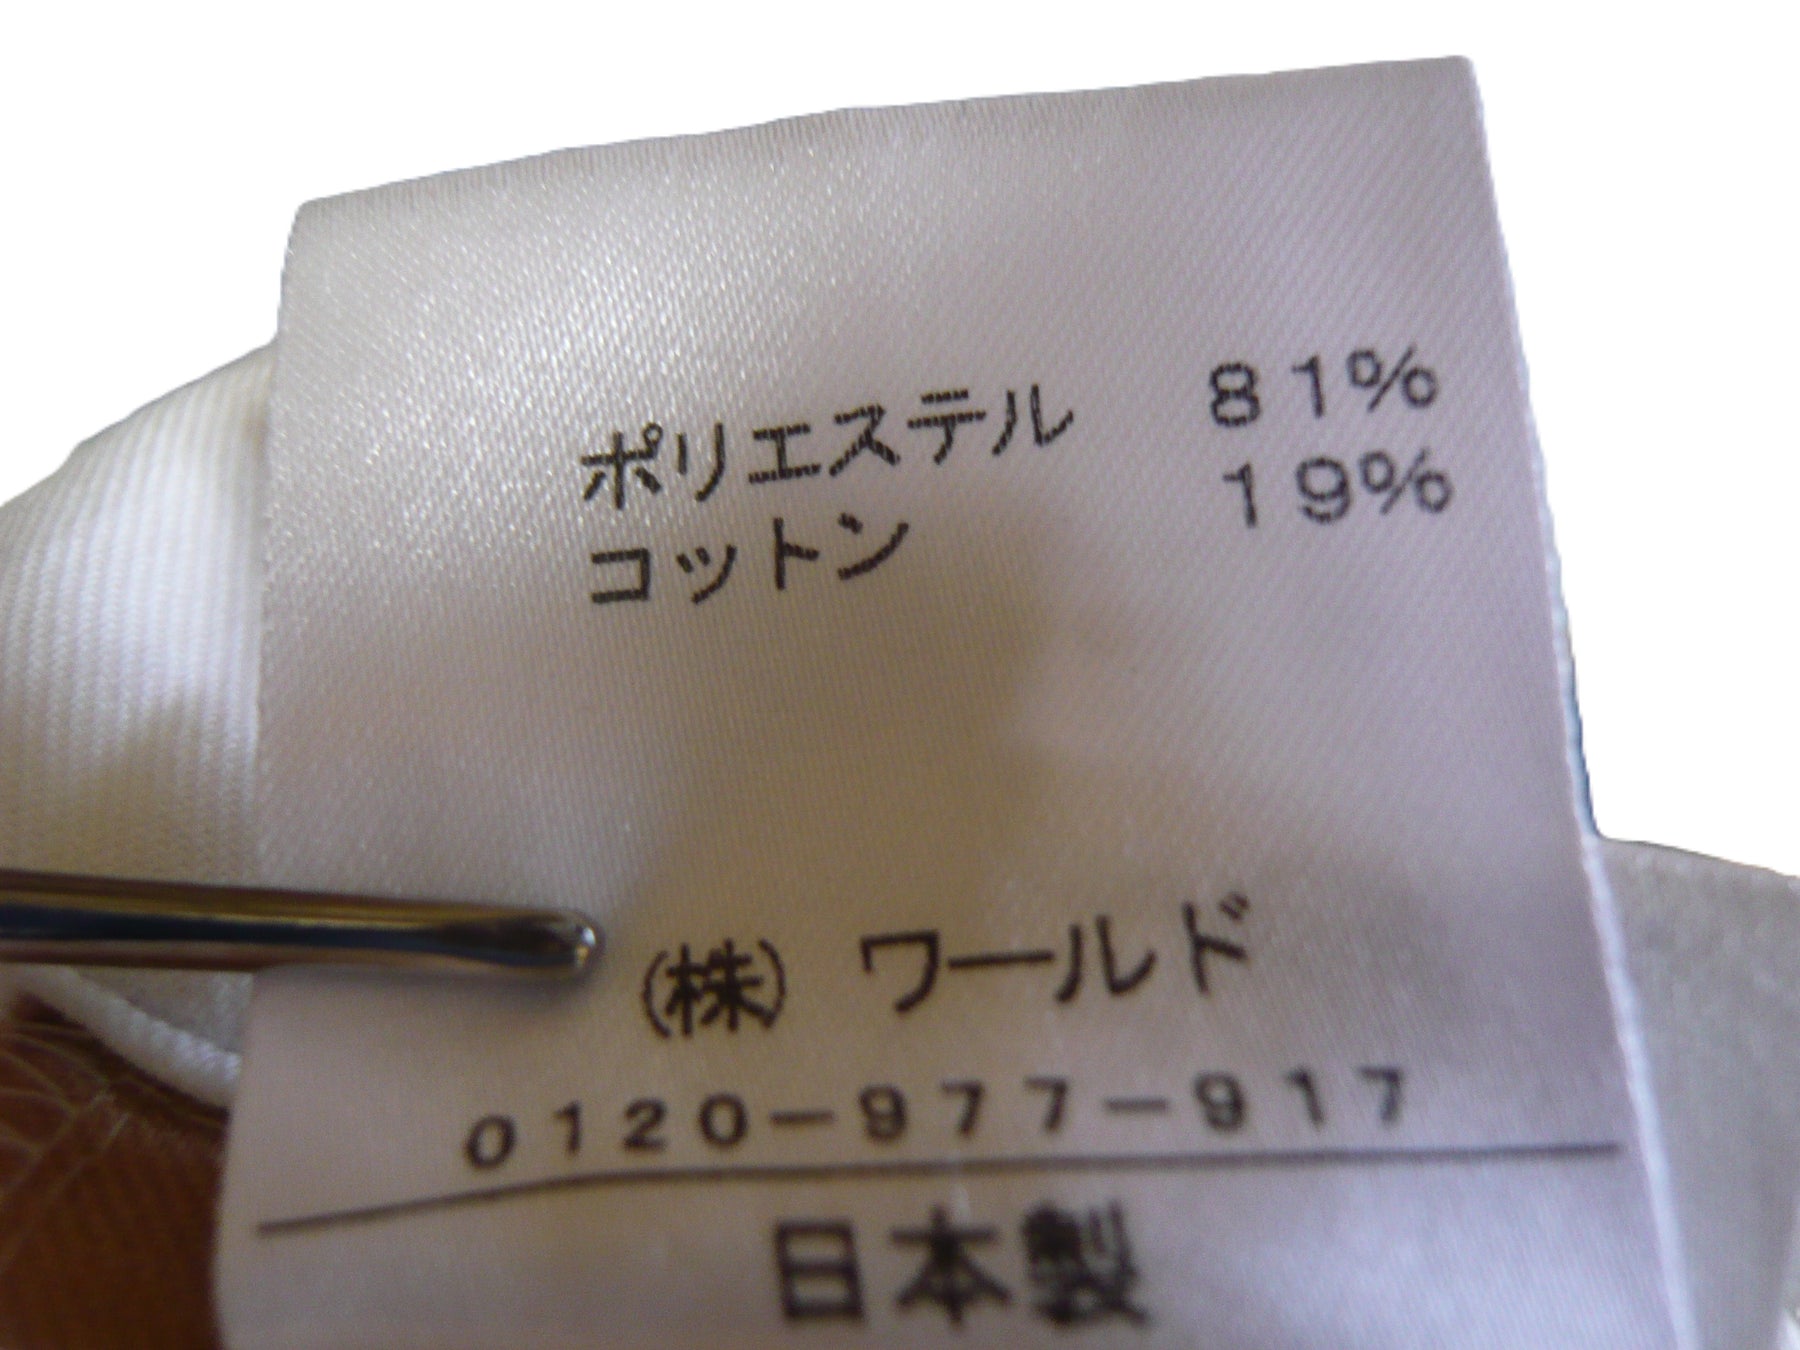 ポリエステル 81%
コットン 19%
(株) ワールド
0120-977-917
日本製